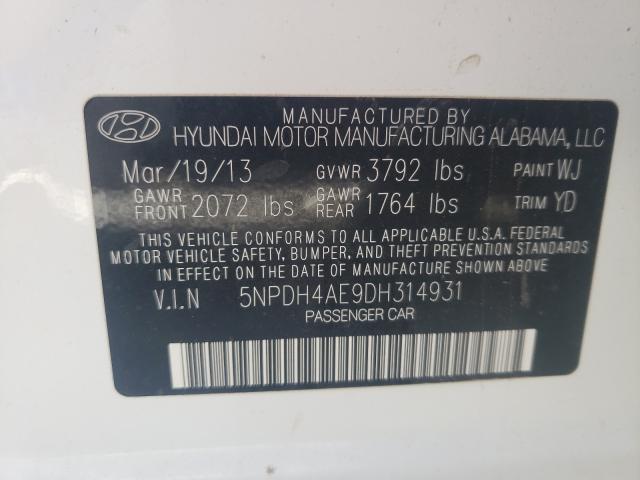 MANUFACTURED BY
HYUNDAI MOTOR MANUFACTURING ALABAMA, LLC
Mar/19/13 GVWR 3792 lbs PAINT WJ
GAWR FRONT 2072 lbs GAWR REAR 1764 lbs TRIM YD
THIS VEHICLE CONFORMS TO ALL APPLICABLE U.S.A. FEDERAL
MOTOR VEHICLE SAFETY, BUMPER, AND THEFT PREVENTION STANDARDS
IN EFFECT ON THE DATE OF MANUFACTURE SHOWN ABOVE
V.I.N 5NPDH4AE9DH314931
PASSENGER CAR